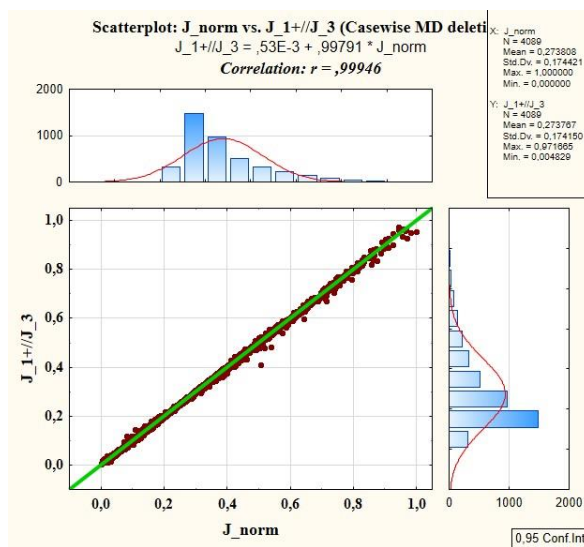 Scatterplot: J_norm vs. J_1+//J_3 (Casewise MD deleti
J_1+//J_3 = ,53E-3 + ,99791 * J_norm
Correlation: r = ,99946
X: J_norm
N = 4089
Mean = 0,273808
Std.Dv. = 0,174421
Max. = 1,000000
Min. = 0,000000
Y: J_1+//J_3
N = 4089
Mean = 0,273767
Std.Dv. = 0,174150
Max. = 0,971665
Min. = 0,004829
2000
1000
0
1,0
0,8
0,6
0,4
0,2
0,0
J_1+//J_3
0,0 0,2 0,4 0,6 0,8 1,0
J_norm
0 1000 2000
0,95 Conf.Int